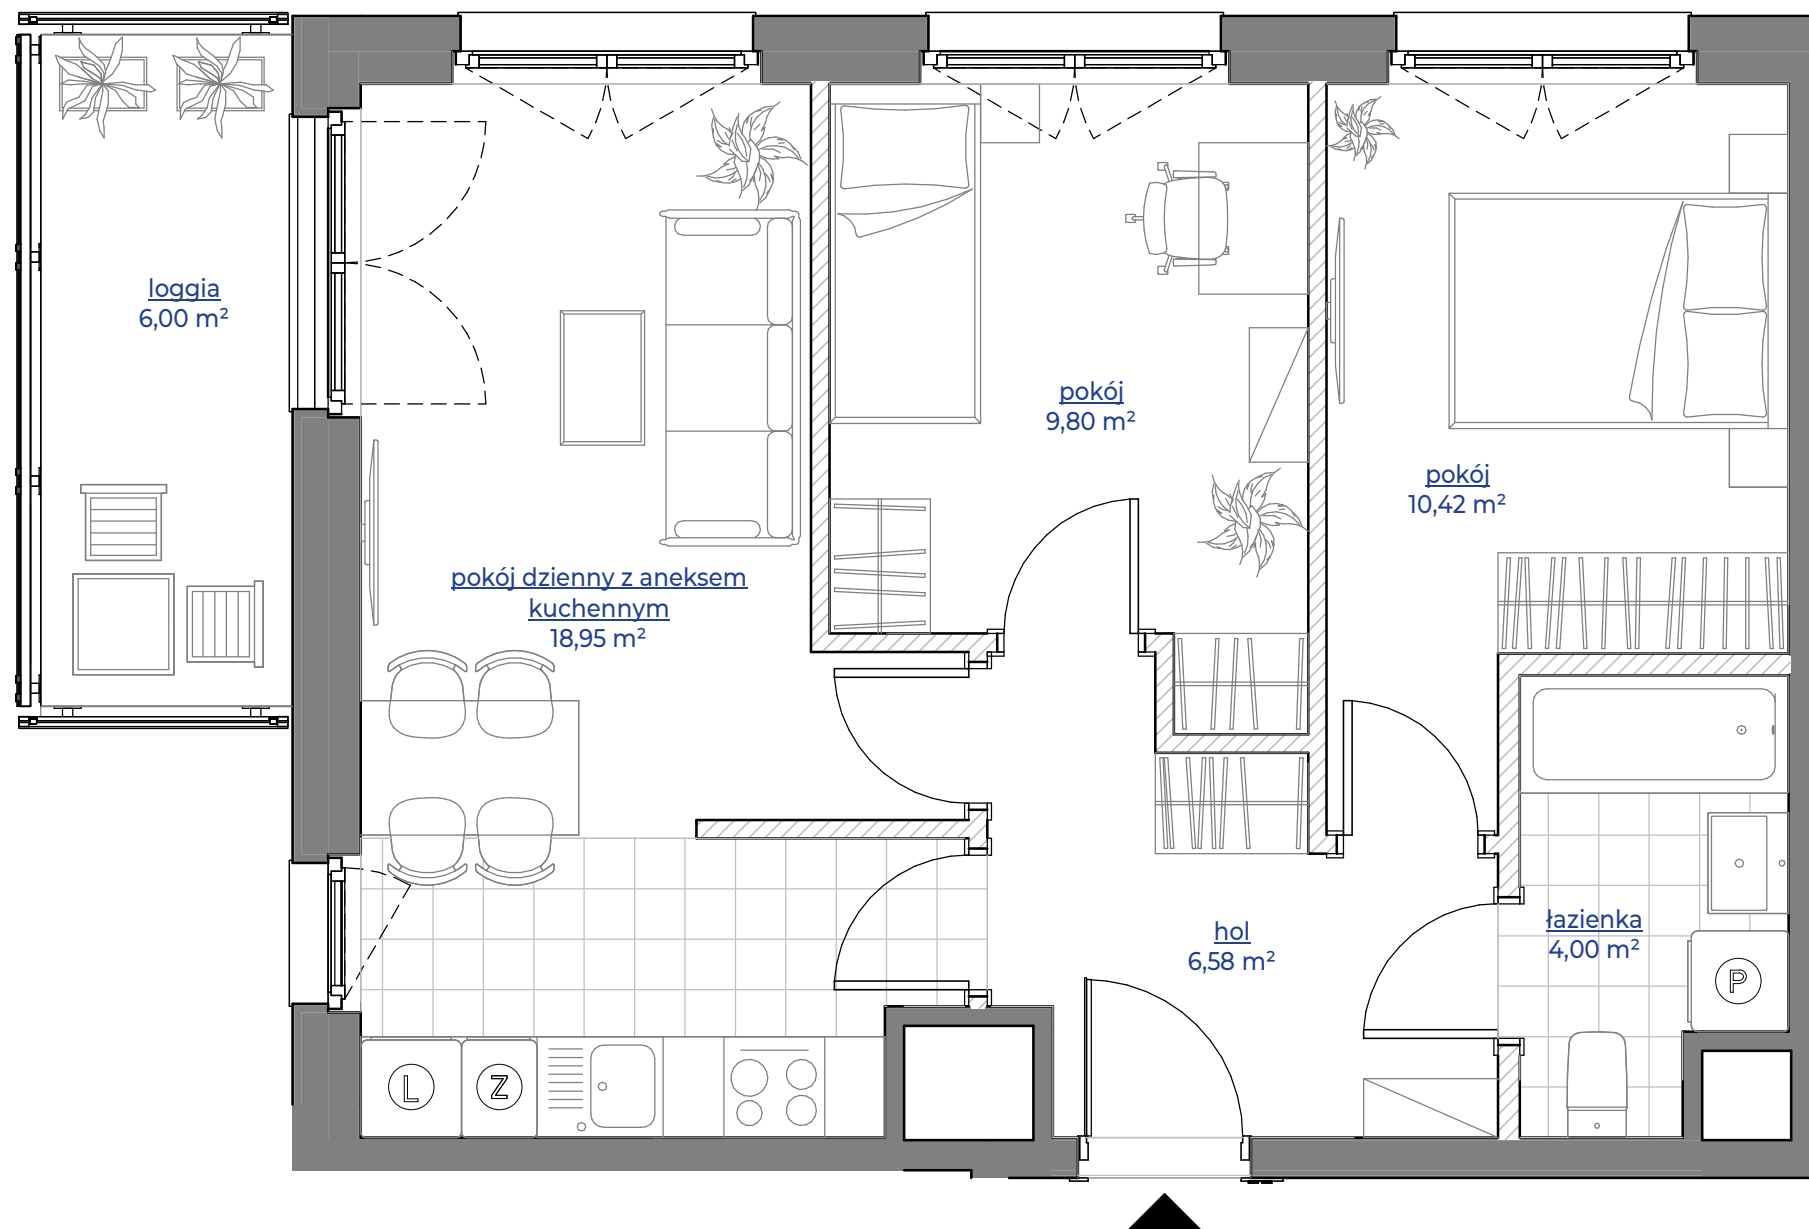 loggia
6,00 m²
pokój
9,80 m²
pokój
10,42 m²
pokój dzienny z aneksem
kuchennym
18,95 m²
hol
6,58 m²
łazienka
4,00 m²
P
L
Z